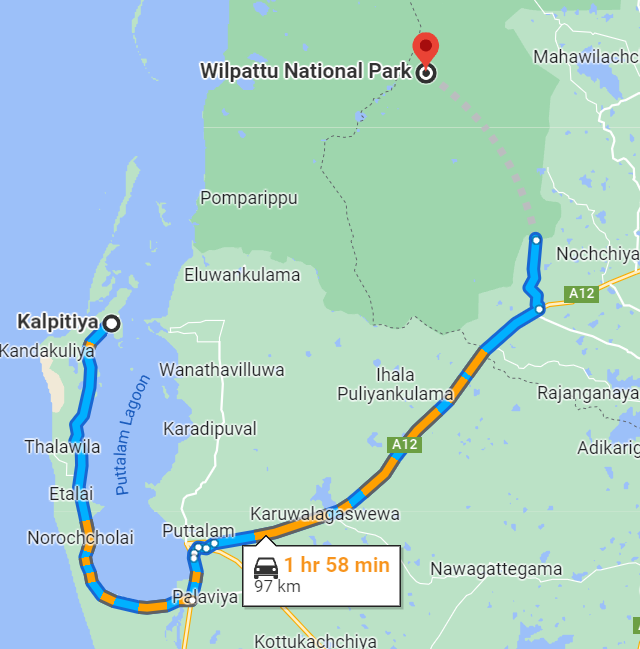 Mahawilachc
Wilpattu National Park
Pomparippu
Nochchiya
Eluwankulama
A12
Kalpitiya
Kandakuliya
Wanathavilluwa
Ihala
Puliyankulama
Rajanganaya
Puttalam Lagoon
Karadipuval
A12
Thalawila
Adikarig
Etalai
Karuwalagaswewa
Puttalam
Norochcholai
1 hr 58 min
97 km
Nawagattegama
Palaviya
Kottukachchiya